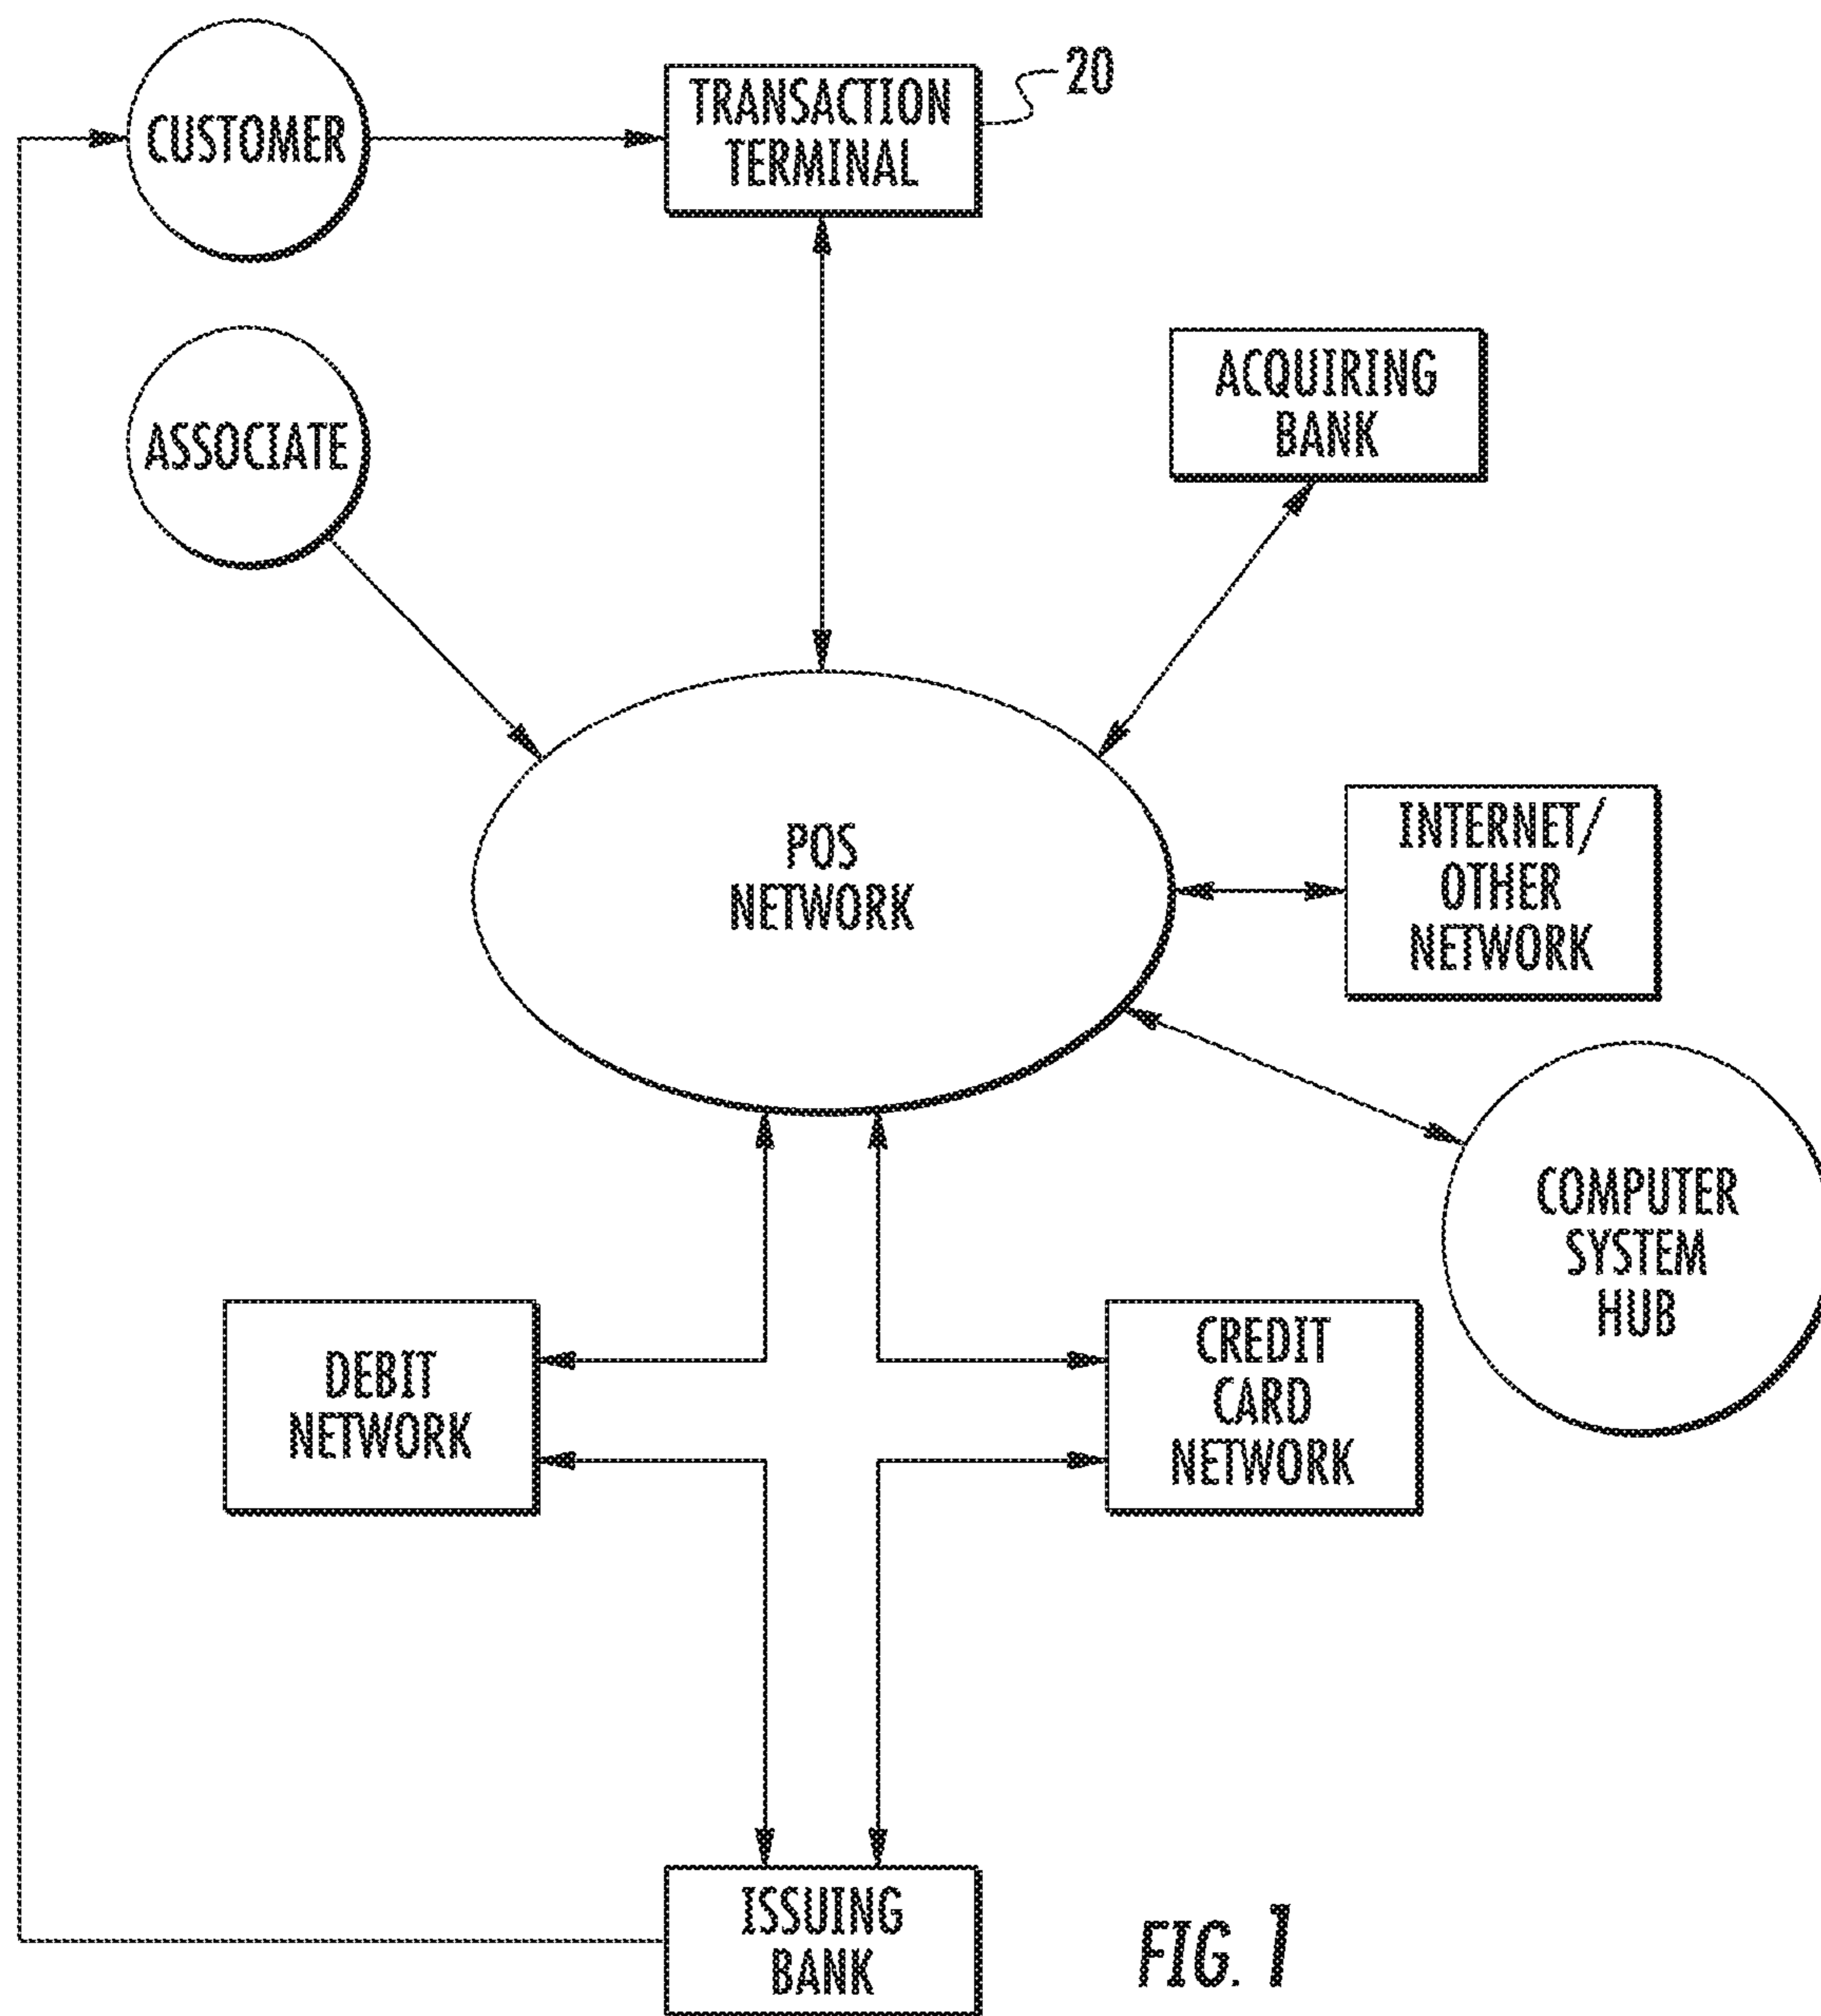 CUSTOMER
TRANSACTION
TERMINAL
20
ASSOCIATE
ACQUIRING
BANK
POS
NETWORK
INTERNET/
OTHER
NETWORK
COMPUTER
SYSTEM
HUB
DEBIT
NETWORK
CREDIT
CARD
NETWORK
ISSUING
BANK
FIG. 1